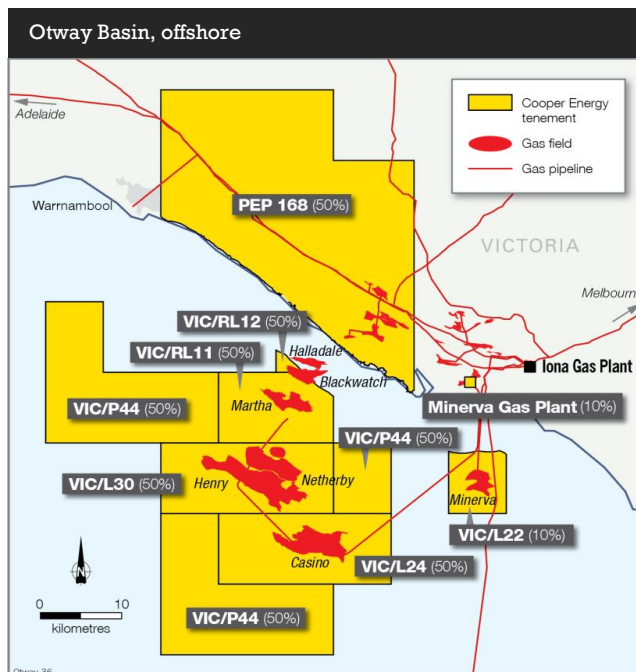 Otway Basin, offshore
Adelaide
Cooper Energy
tenement
Gas field
Gas pipeline
Warrnambool
PEP 168 (50%)
VICTORIA
Melbourn
VIC/RL12 (50%)
Halladale
VIC/RL11 (50%)
Iona Gas Plant
Blackwatch
VIC/P44 (50%)
Martha
Minerva Gas Plant (10%)
VIC/P44 (50%)
VIC/L30 (50%)
Henry
Netherby
Minerva
VIC/L22 (10%)
Casino
VIC/L24 (50%)
N
0 10
kilometres
VIC/P44 (50%)